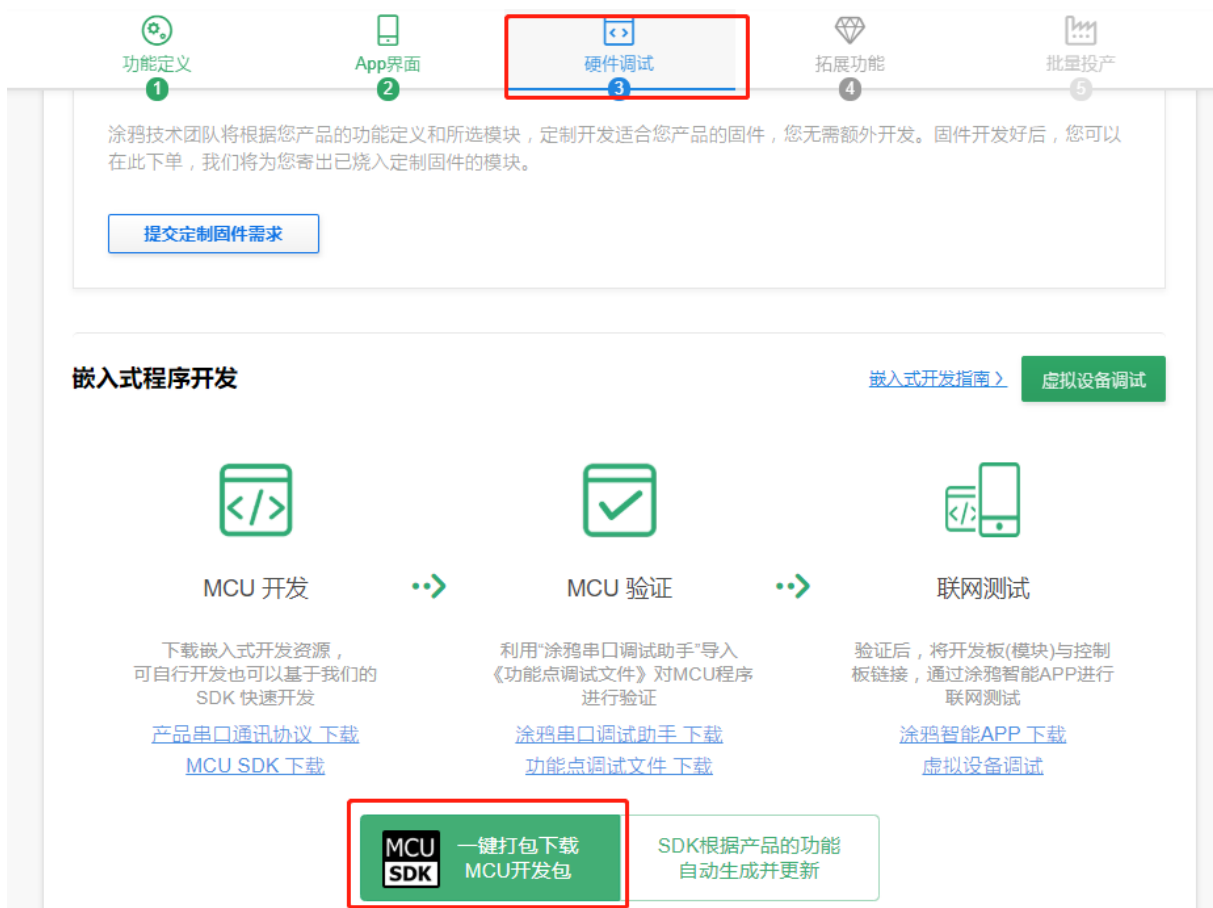 功能定义
App界面
硬件调试
拓展功能
批量投产
1
2
3
4
5
涂鸦技术团队将根据您产品的功能定义和所选模块，定制开发适合您产品的固件，您无需额外开发。固件开发好后，您可以
在此下单，我们将为您寄出已烧入定制固件的模块。
提交定制固件需求
嵌入式程序开发
嵌入式开发指南 〉
虚拟设备调试
MCU 开发
MCU 验证
联网测试
下载嵌入式开发资源，
可自行开发也可以基于我们的
SDK 快速开发
利用“涂鸦串口调试助手”导入
《功能点调试文件》对MCU程序
进行验证
验证后，将开发板(模块)与控制
板链接，通过涂鸦智能APP进行
联网测试
产品串口通讯协议 下载
MCU SDK 下载
涂鸦串口调试助手 下载
功能点调试文件 下载
涂鸦智能APP 下载
虚拟设备调试
MCU
SDK
一键打包下载
MCU开发包
SDK根据产品的功能
自动生成并更新